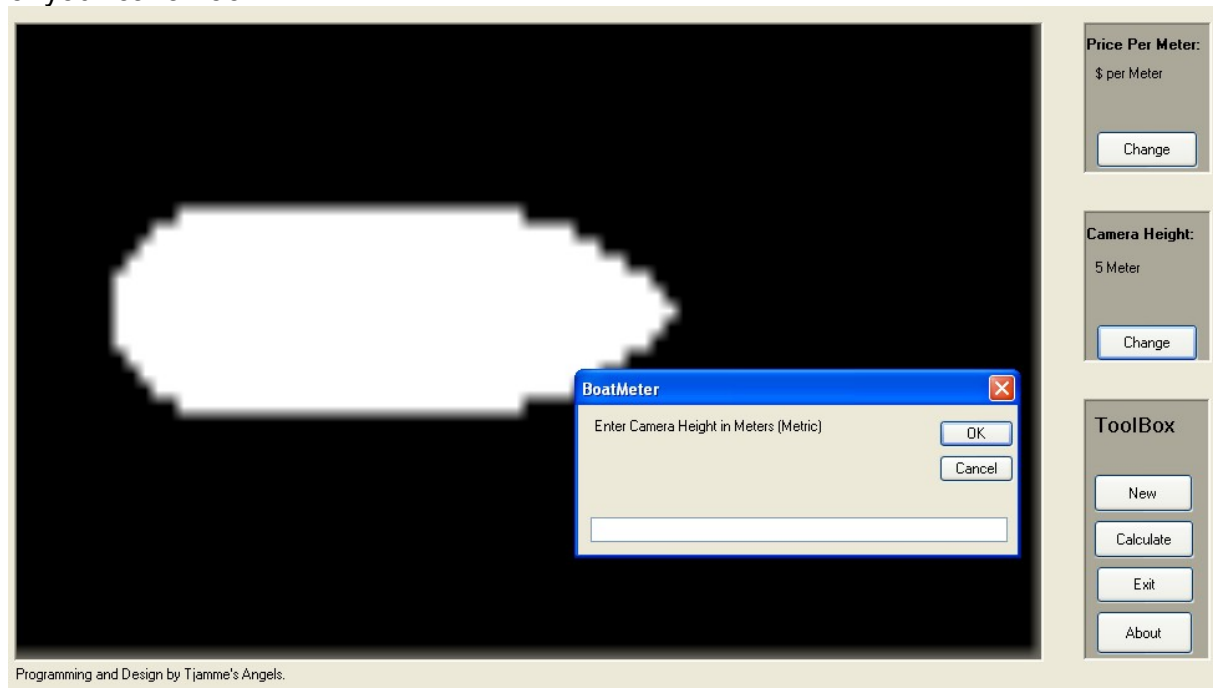 Price Per Meter:
$ per Meter
Change
Camera Height:
5 Meter
Change
BoatMeter
Enter Camera Height in Meters (Metric)
OK
Cancel
ToolBox
New
Calculate
Exit
About
Programming and Design by Tjamme's Angels.